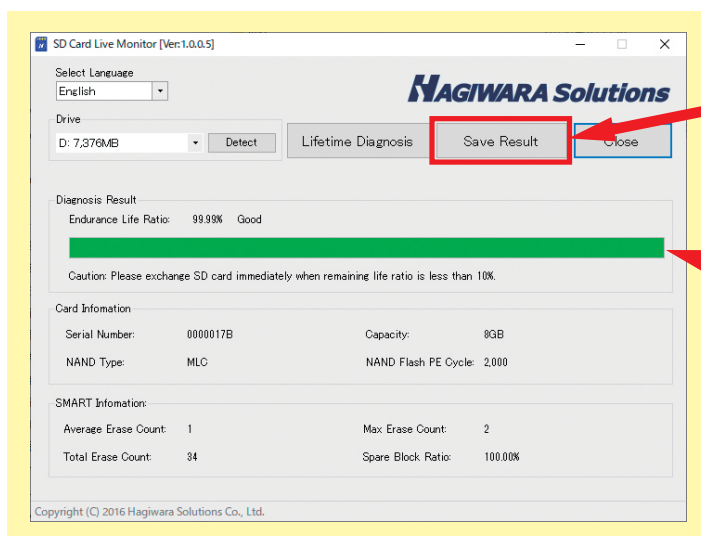 SD Card Live Monitor [Ver:1.0.0.5]
Select Language
English
HAGIWARA Solutions
Drive
D: 7,376MB
Detect
Lifetime Diagnosis
Save Result
Close
Diagnosis Result
Endurance Life Ratio: 99.99% Good
Caution: Please exchange SD card immediately when remaining life ratio is less than 10%.
Card Infomation
Serial Number: 0000017B Capacity: 8GB
NAND Type: MLC NAND Flash PE Cycle: 2,000
SMART Infomation:
Average Erase Count: 1 Max Erase Count: 2
Total Erase Count: 34 Spare Block Ratio: 100.00%
Copyright (C) 2016 Hagiwara Solutions Co., Ltd.